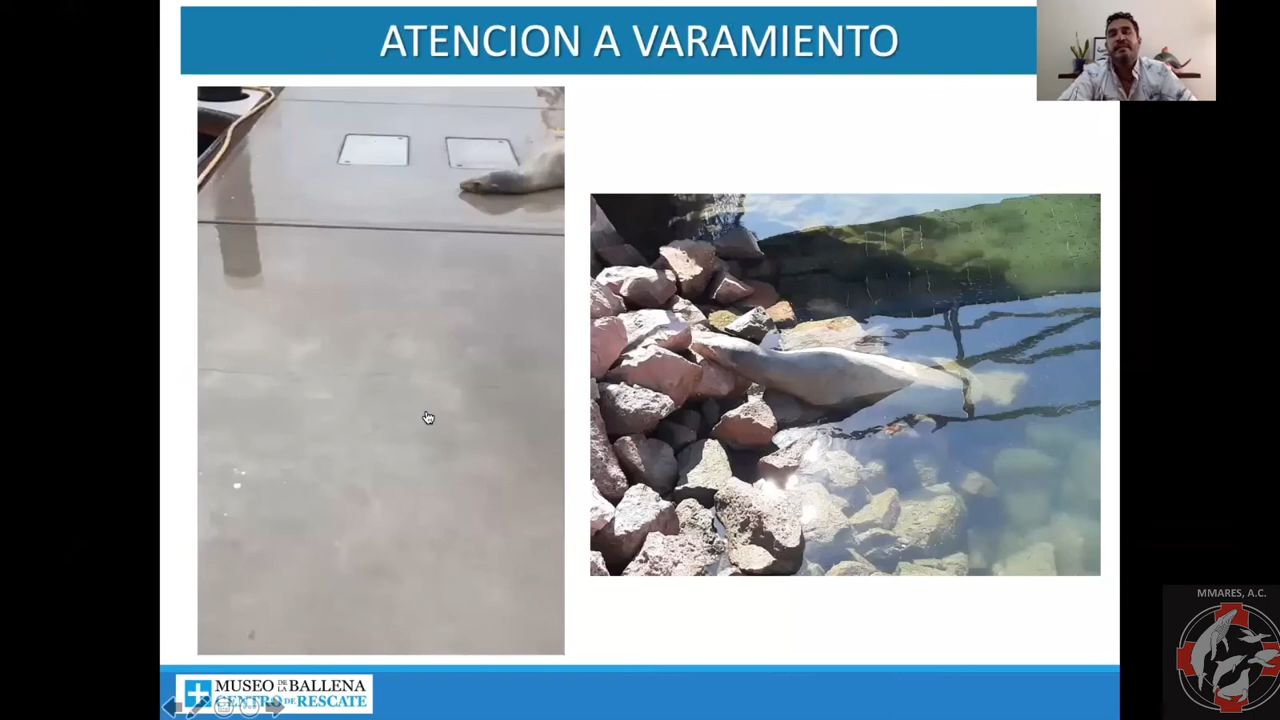 ATENCION A VARAMIENTO
MUSEO DE LA BALLENA
CENTRO DE RESCATE
MMARES, A.C.